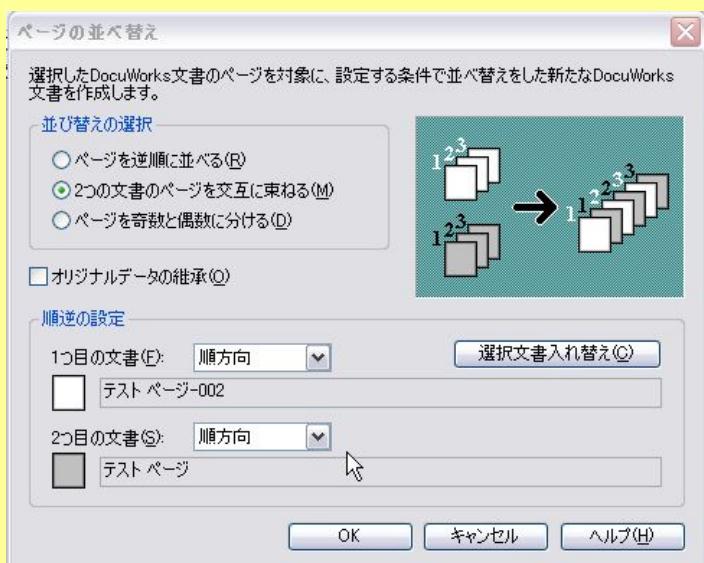 ページの並べ替え
選択したDocuWorks文書のページを対象に、設定する条件で並べ替えをした新たなDocuWorks
文書を作成します。
並び替えの選択
ページを逆順に並べる(R)
2つの文書のページを交互に束ねる(M)
ページを奇数と偶数に分ける(D)
1 2 3
1 2 3
1 1 2 2 3 3
オリジナルデータの継承(O)
順逆の設定
1つ目の文書(F): 順方向 選択文書入れ替え(C)
テスト ページ-002
2つ目の文書(S): 順方向
テスト ページ
OK キャンセル ヘルプ(H)